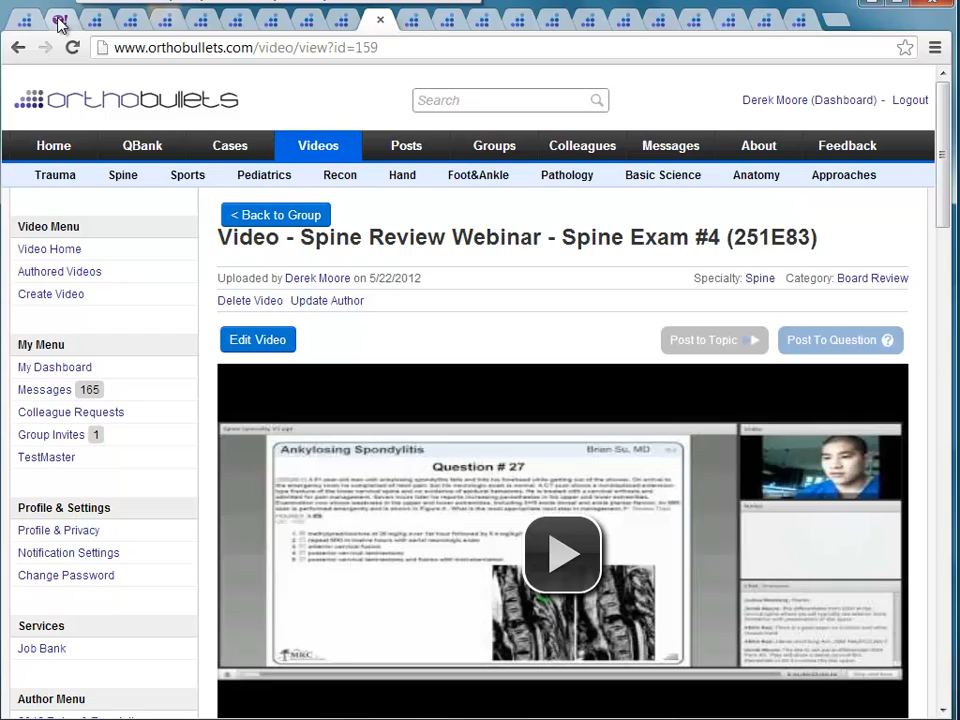 www.orthobullets.com/video/view?id=159
orthobullets
Search
Derek Moore (Dashboard) - Logout
Home QBank Cases Videos Posts Groups Colleagues Messages About Feedback
Trauma Spine Sports Pediatrics Recon Hand Foot&Ankle Pathology Basic Science Anatomy Approaches
< Back to Group
Video - Spine Review Webinar - Spine Exam #4 (251E83)
Uploaded by Derek Moore on 5/22/2012
Specialty: Spine Category: Board Review
Delete Video Update Author
Edit Video
Post to Topic
Post To Question ?
Video Menu
Video Home
Authored Videos
Create Video
My Menu
My Dashboard
Messages 165
Colleague Requests
Group Invites 1
TestMaster
Profile & Settings
Profile & Privacy
Notification Settings
Change Password
Services
Job Bank
Author Menu
Ankylosing Spondylitis
Brian Su, MD
Question # 27
MRC